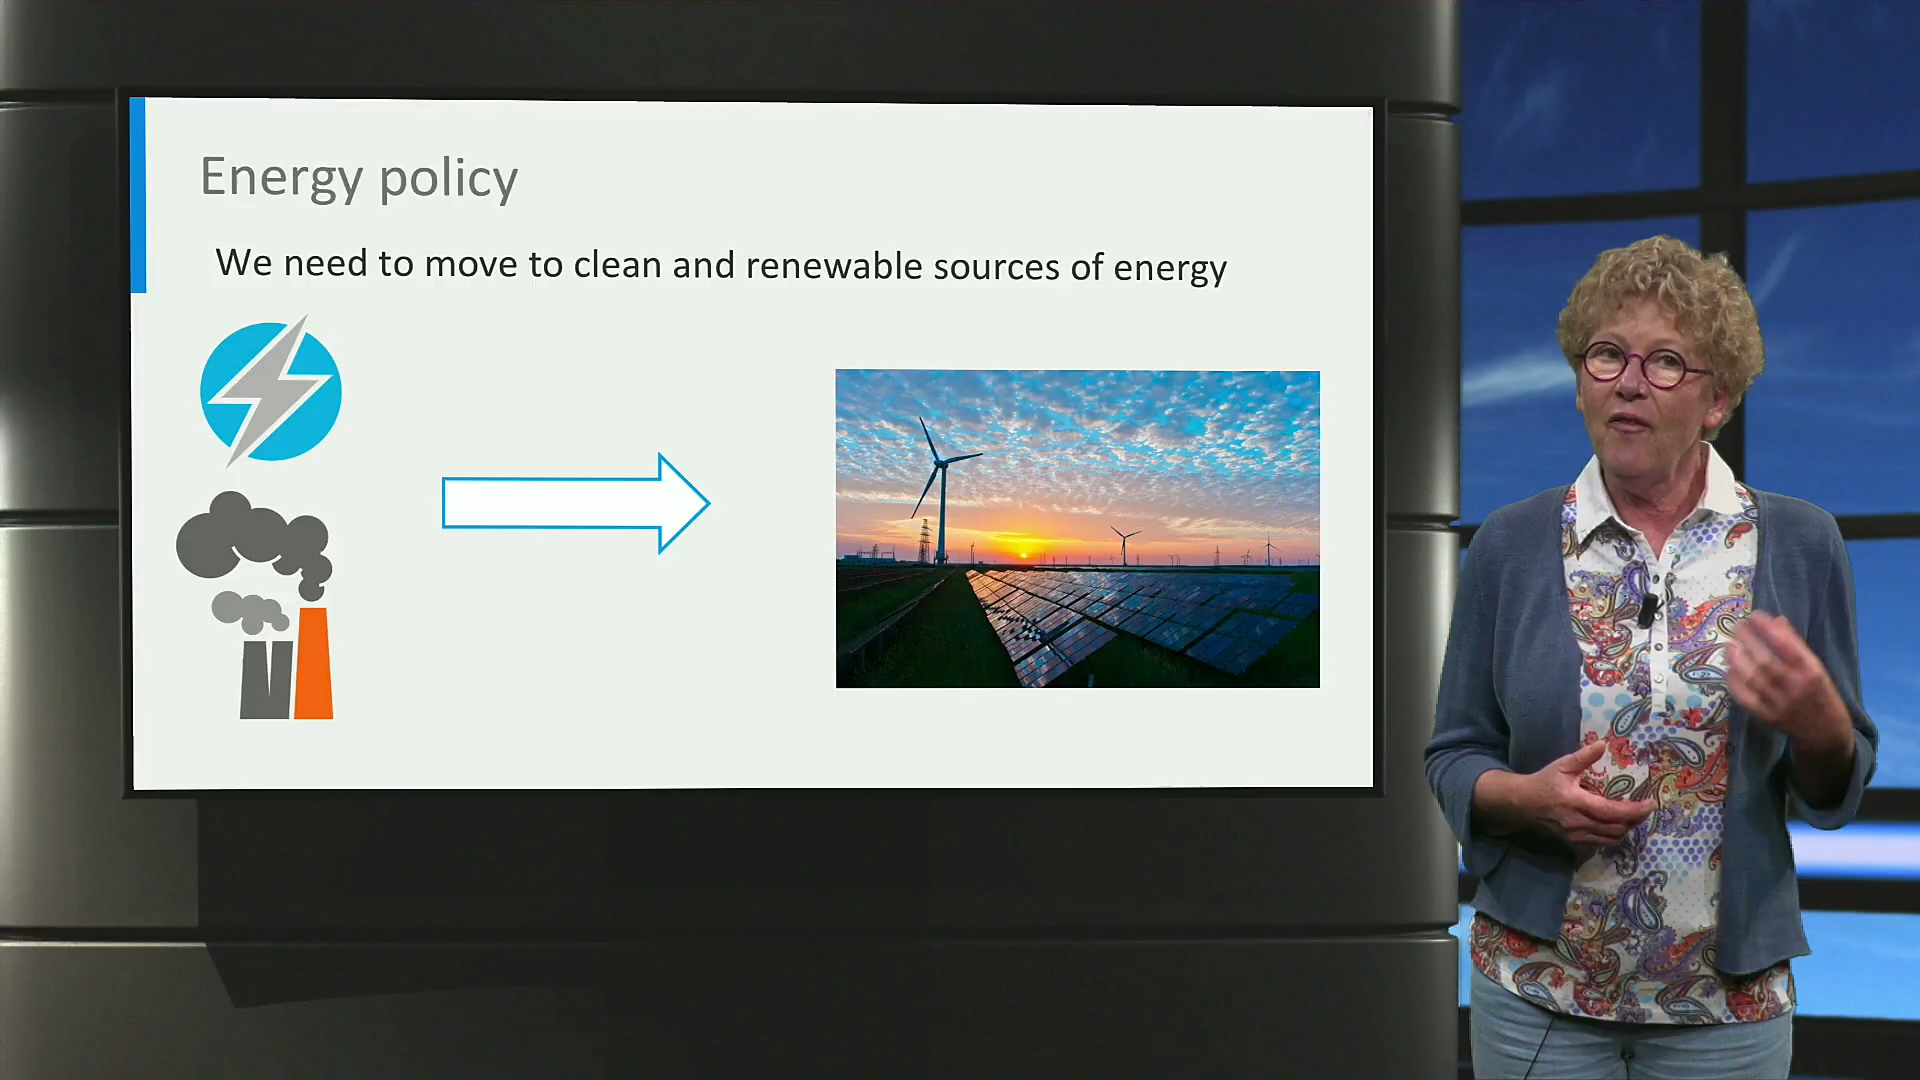 Energy policy
We need to move to clean and renewable sources of energy